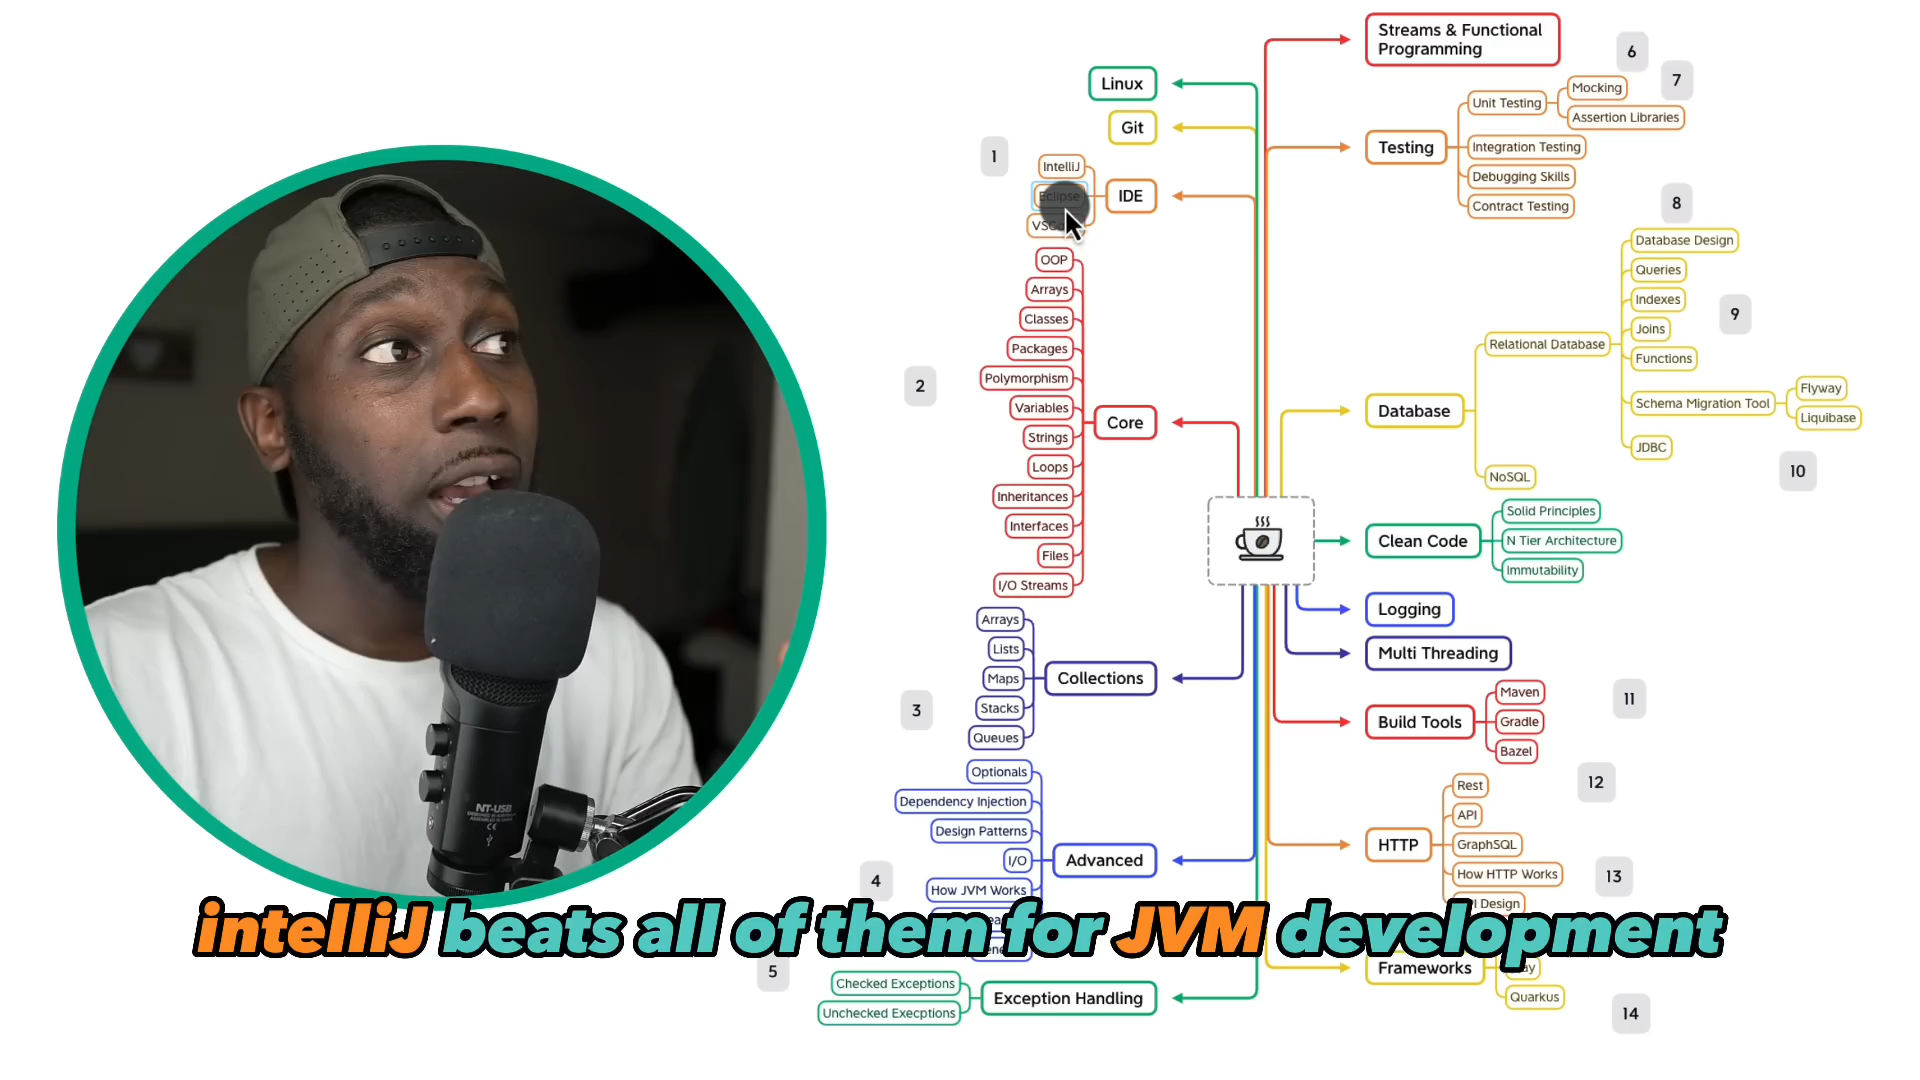 Streams & Functional
Programming
6
7
Linux
Git
1
IntelliJ
Eclipse
IDE
OOP
Arrays
Classes
Packages
2
Polymorphism
Variables
Strings
Loops
Inheritances
Interfaces
Files
I/O Streams
Core
Arrays
Lists
Maps
Stacks
Queues
Collections
3
Optionals
Dependency Injection
Design Patterns
I/O
How JVM Works
Advanced
4
5
Checked Exceptions
Unchecked Execptions
Exception Handling
Testing
Unit Testing
Mocking
Assertion Libraries
Integration Testing
Debugging Skills
Contract Testing
8
Database
Relational Database
Database Design
Queries
Indexes
Joins
Functions
Schema Migration Tool
Flyway
Liquibase
JDBC
NoSQL
9
10
Clean Code
Solid Principles
N Tier Architecture
Immutability
Logging
Multi Threading
11
Build Tools
Maven
Gradle
Bazel
12
HTTP
Rest
API
GraphSQL
How HTTP Works
Design
13
Frameworks
Quarkus
14
NT-USB
intelliJ beats all of them for JVM development